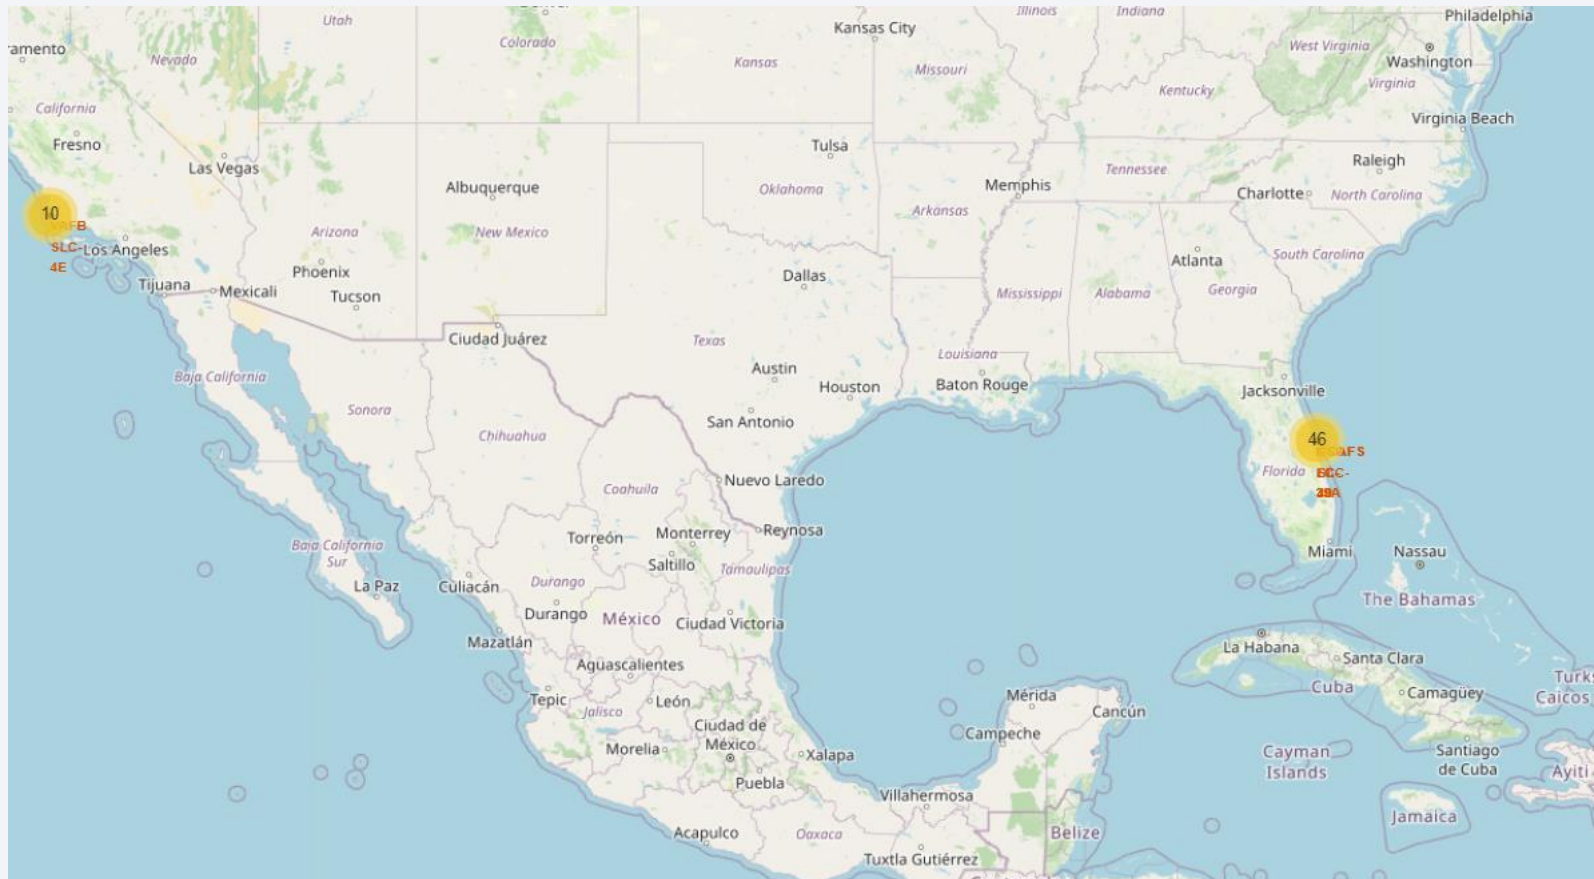 Philadelphia
Illinois
Indiana
Utah
Kansas City
Colorado
West Virginia
Washington
Nevada
Kansas
Missouri
Virginia
Kentucky
California
Virginia Beach
Fresno
Tulsa
Raleigh
Las Vegas
Tennessee
Memphis
Albuquerque
Oklahoma
Charlotte
North Carolina
10
Arkansas
SLC-
4E
Los Angeles
Arizona
New Mexico
South Carolina
Atlanta
Phoenix
Dallas
Tijuana
Mexicali
Tucson
Mississippi
Alabama
Georgia
Ciudad Juárez
Texas
Louisiana
Austin
Baja California
Houston
Baton Rouge
Jacksonville
Sonora
San Antonio
Chihuahua
46
Florida
Nuevo Laredo
Coahuila
Reynosa
Torreón
Monterrey
Baja California
Sur
Saltillo
Tamaulipas
Miami
Nassau
La Paz
Culiacán
Durango
The Bahamas
Durango
México
Ciudad Victoria
Mazatlán
La Habana
Santa Clara
Aguascalientes
Cuba
Camagüey
Tepic
León
Jalisco
Mérida
Cancún
Ciudad de
México
Campeche
Morelia
Xalapa
Cayman
Islands
Santiago
de Cuba
Ayiti
Puebla
Villahermosa
Jamaica
Acapulco
Oaxaca
Belize
Tuxtla Gutiérrez